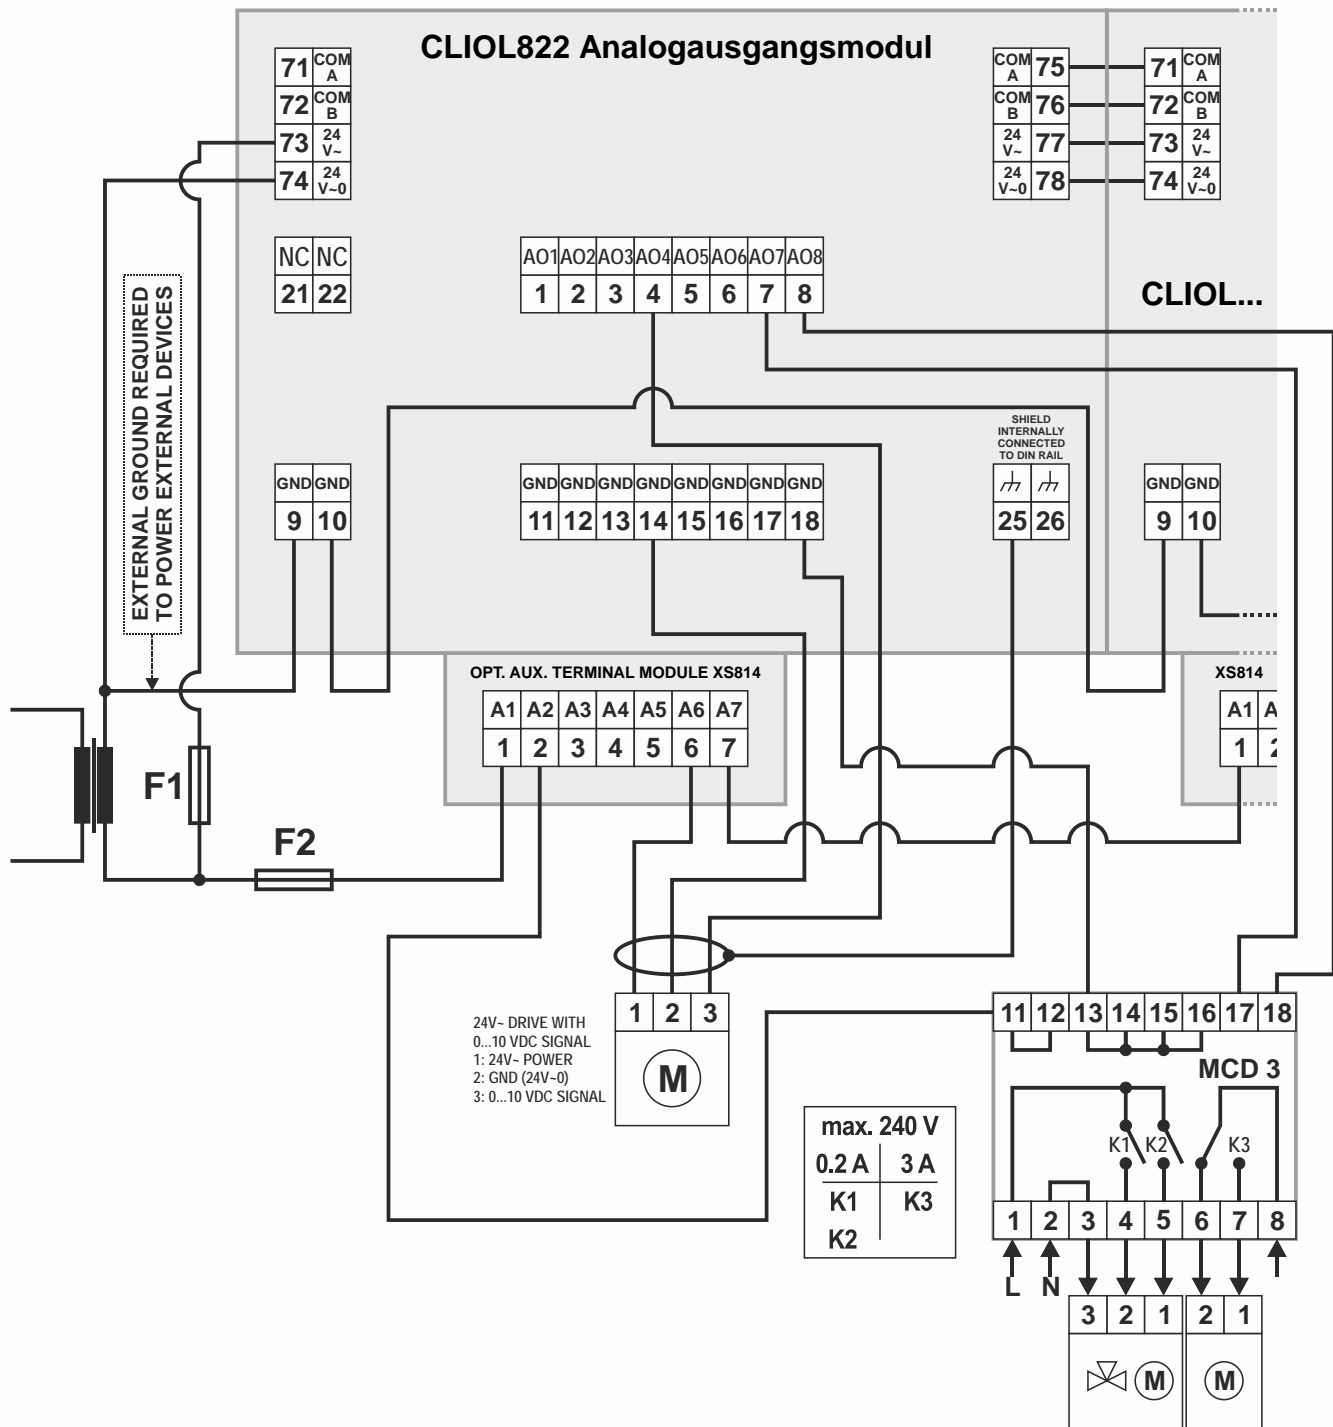 CLIOL822 Analogausgangsmodul
71 COM A
72 COM B
73 24 V~
74 24 V~0
COM A 75
COM B 76
24 V~ 77
24 V~0 78
71 COM A
72 COM B
73 24 V~
74 24 V~0
NC NC
21 22
AO1 AO2 AO3 AO4 AO5 AO6 AO7 AO8
1 2 3 4 5 6 7 8
CLIOL...
EXTERNAL GROUND REQUIRED
TO POWER EXTERNAL DEVICES
SHIELD
INTERNALLY
CONNECTED
TO DIN RAIL
GND GND
9 10
GND GND GND GND GND GND GND GND
11 12 13 14 15 16 17 18
25 26
GND GND
9 10
OPT. AUX. TERMINAL MODULE XS814
A1 A2 A3 A4 A5 A6 A7
1 2 3 4 5 6 7
XS814
A1 A
1 2
F1
F2
24V~ DRIVE WITH
0...10 VDC SIGNAL
1: 24V~ POWER
2: GND (24V~0)
3: 0...10 VDC SIGNAL
1 2 3
M
11 12 13 14 15 16 17 18
MCD 3
K1 K2 K3
1 2 3 4 5 6 7 8
L N
max. 240 V
0.2 A 3 A
K1 K3
K2
3 2 1
M
2 1
M